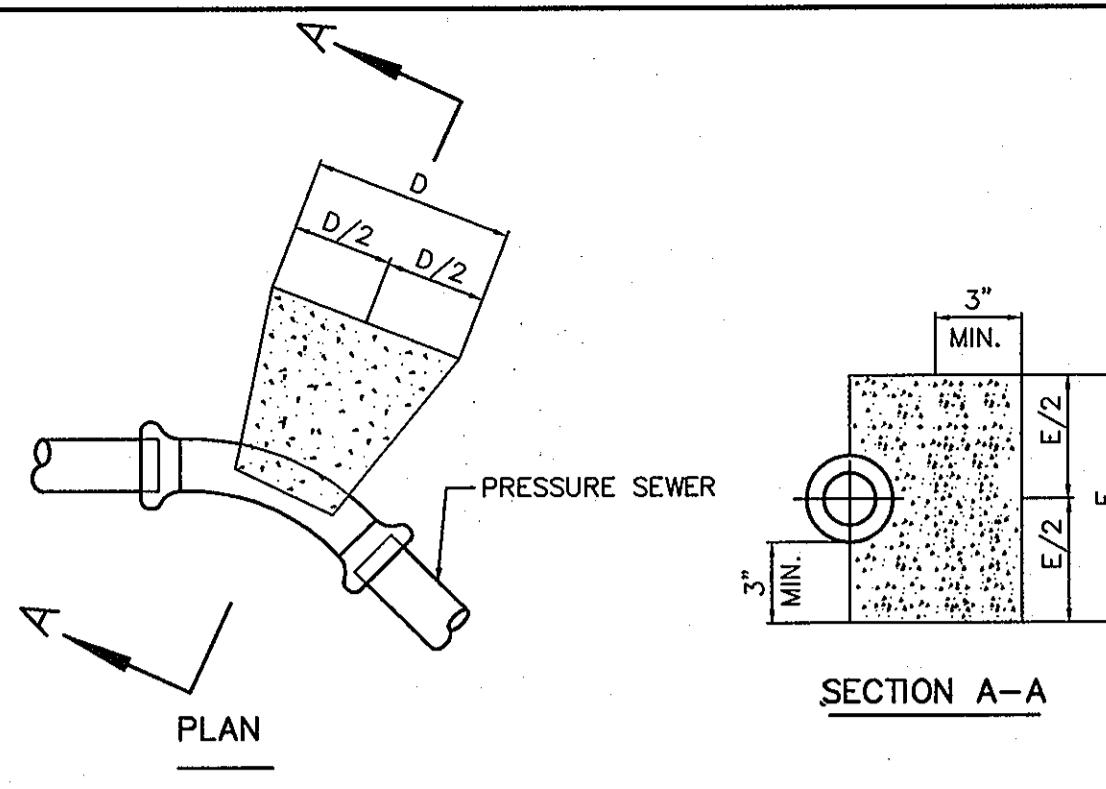 A
D
D/2
D/2
PRESSURE SEWER
A
PLAN
3"
MIN.
E/2
E/2
3"
MIN.
SECTION A-A